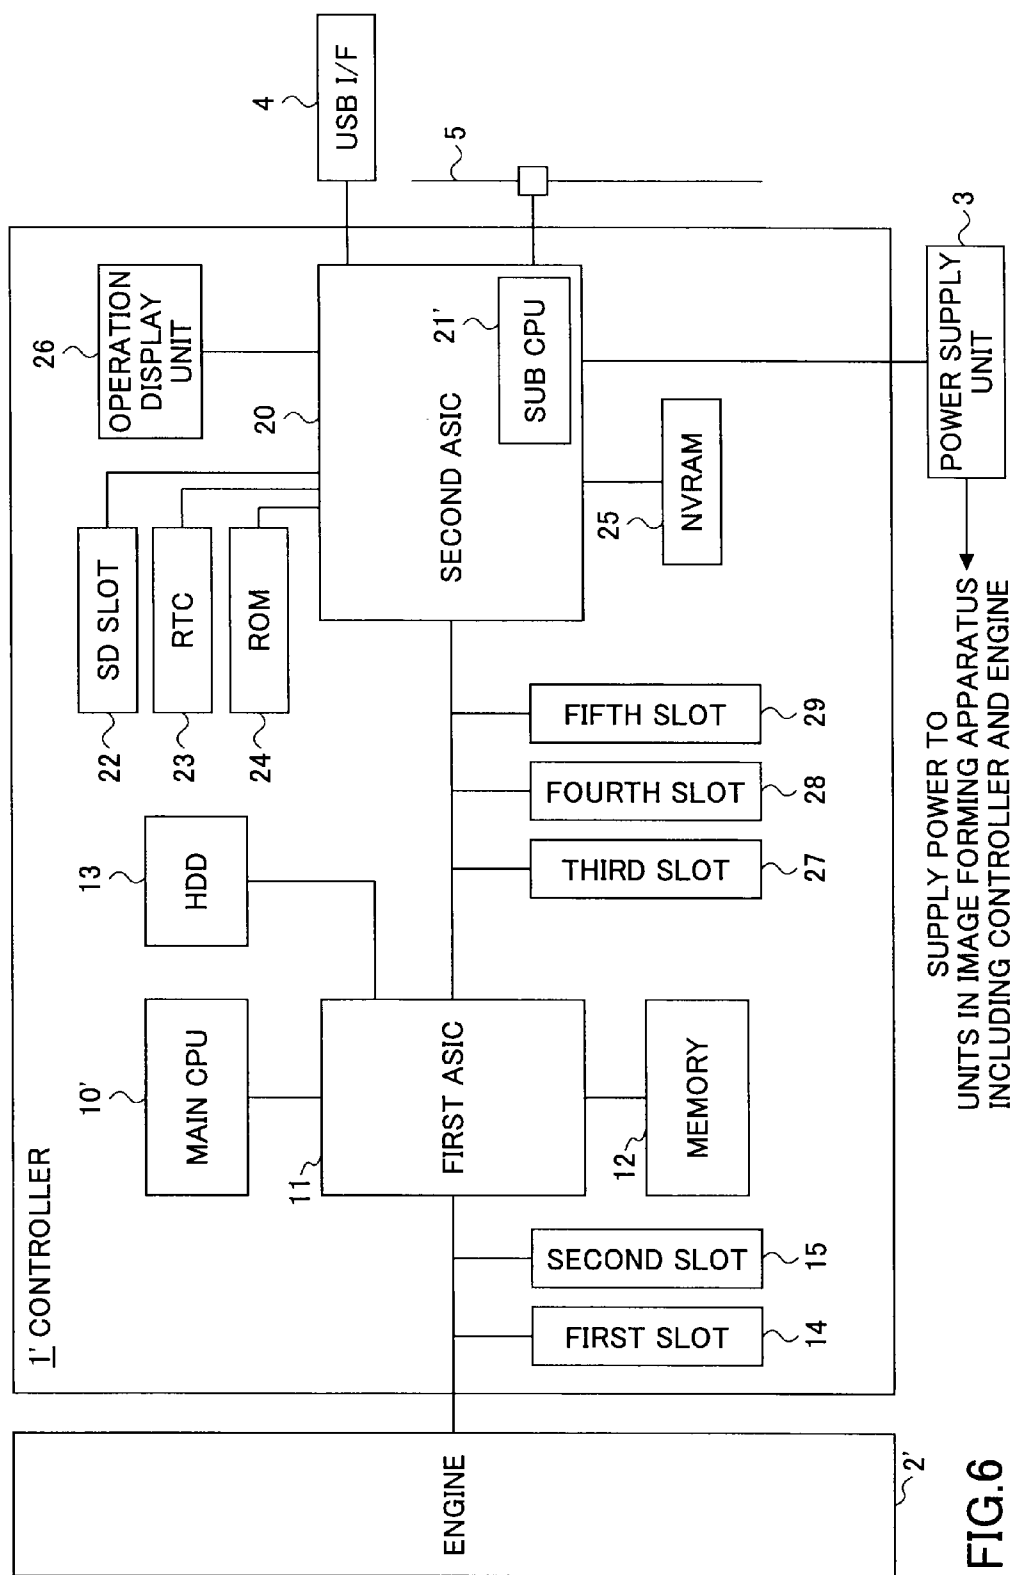 1' CONTROLLER
ENGINE
2'
FIRST SLOT
14
SECOND SLOT
15
10'
MAIN CPU
13
HDD
11
FIRST ASIC
12
MEMORY
THIRD SLOT
27
FOURTH SLOT
28
FIFTH SLOT
29
22
SD SLOT
23
RTC
24
ROM
26
OPERATION
DISPLAY
UNIT
20
SECOND ASIC
21'
SUB CPU
25
NVRAM
4
USB I/F
5
3
POWER SUPPLY
UNIT
SUPPLY POWER TO
UNITS IN IMAGE FORMING APPARATUS
INCLUDING CONTROLLER AND ENGINE
FIG.6